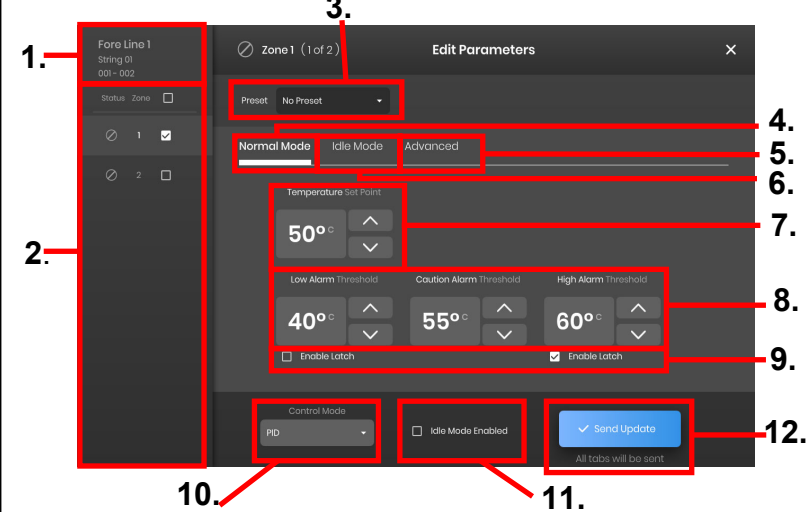 3.
1.
Fore Line 1
String 01
001 - 002
Zone 1 (1 of 2)
Edit Parameters
Status Zone
Preset No Preset
1
2
4.
Normal Mode Idle Mode Advanced
5.
6.
Temperature Set Point
50° C
7.
2.
Low Alarm Threshold Caution Alarm Threshold High Alarm Threshold
40° C 55° C 60° C
8.
Enable Latch Enable Latch
9.
Control Mode
PID
Idle Mode Enabled
Send Update
12.
All tabs will be sent
10.
11.